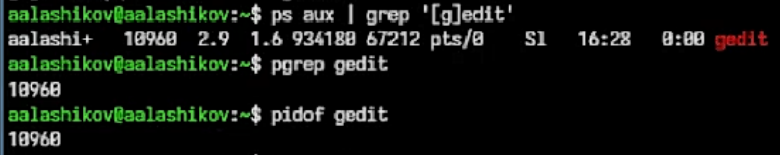 aalashikov@aalashikov:~$ ps aux | grep '[g]edit'
aalashi+ 10960 2.9 1.6 934180 67212 pts/0 Sl 16:28 0:00 gedit
aalashikov@aalashikov:~$ pgrep gedit
10960
aalashikov@aalashikov:~$ pidof gedit
10960